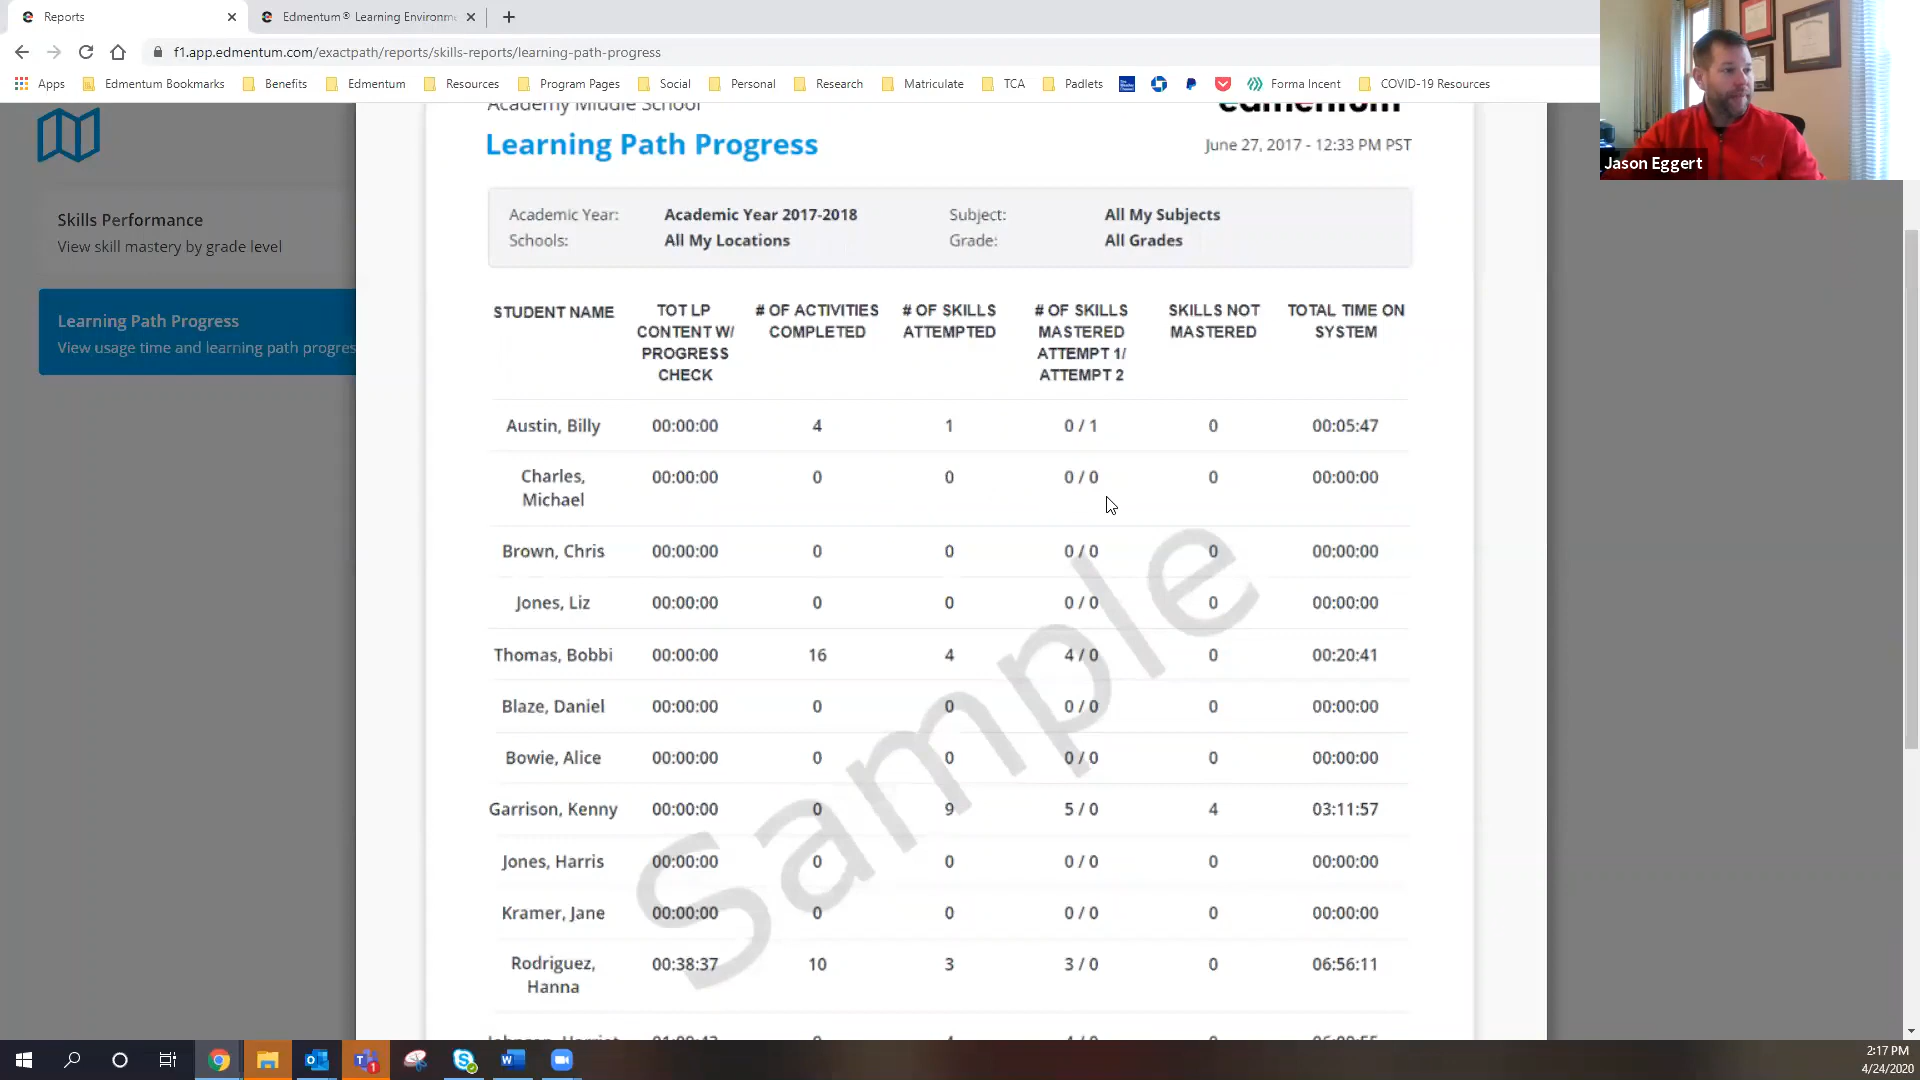 Reports
Edmentum® Learning Environm
f1.app.edmentum.com/exactpath/reports/skills-reports/learning-path-progress
Apps Edmentum Bookmarks Benefits Edmentum Resources Program Pages Social Personal Research Matriculate TCA Padlets Forma Incent COVID-19 Resources
Jason Eggert
Skills Performance
View skill mastery by grade level
Learning Path Progress
View usage time and learning path progres
Academy Middle School
edmentum
Learning Path Progress
June 27, 2017 - 12:33 PM PST
Academic Year: Academic Year 2017-2018 Subject: All My Subjects
Schools: All My Locations Grade: All Grades
STUDENT NAME
TOT LP
CONTENT W/
PROGRESS
CHECK
# OF ACTIVITIES
COMPLETED
# OF SKILLS
ATTEMPTED
# OF SKILLS
MASTERED
ATTEMPT 1/
ATTEMPT 2
SKILLS NOT
MASTERED
TOTAL TIME ON
SYSTEM
Austin, Billy 00:00:00 4 1 0 / 1 0 00:05:47
Charles,
Michael
00:00:00 0 0 0 / 0 0 00:00:00
Brown, Chris 00:00:00 0 0 0 / 0 0 00:00:00
Jones, Liz 00:00:00 0 0 0 / 0 0 00:00:00
Thomas, Bobbi 00:00:00 16 4 4 / 0 0 00:20:41
Blaze, Daniel 00:00:00 0 0 0 / 0 0 00:00:00
Bowie, Alice 00:00:00 0 0 0 / 0 0 00:00:00
Garrison, Kenny 00:00:00 0 9 5 / 0 4 03:11:57
Jones, Harris 00:00:00 0 0 0 / 0 0 00:00:00
Kramer, Jane 00:00:00 0 0 0 / 0 0 00:00:00
Rodriguez,
Hanna
00:38:37 10 3 3 / 0 0 06:56:11
Sample
2:17 PM
4/24/2020